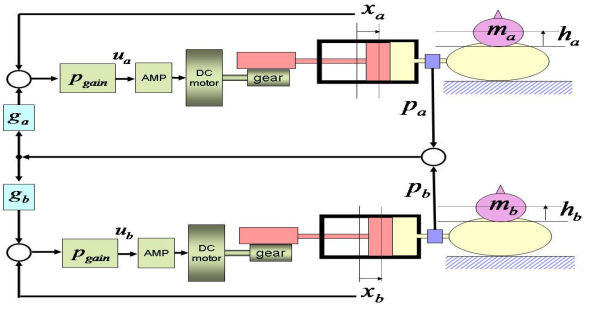 x_a
m_a
h_a
u_a
p_gain
AMP
DC
motor
gear
g_a
p_a
g_b
p_b
m_b
h_b
u_b
p_gain
AMP
DC
motor
gear
x_b